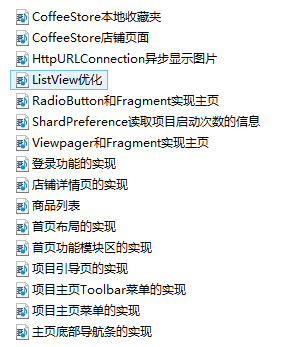 CoffeeStore本地收藏夹
CoffeeStore店铺页面
HttpURLConnection异步显示图片
ListView优化
RadioButton和Fragment实现主页
ShardPreference读取项目启动次数的信息
Viewpager和Fragment实现主页
登录功能的实现
店铺详情页的实现
商品列表
首页布局的实现
首页功能模块区的实现
项目引导页的实现
项目主页Toolbar菜单的实现
项目主页菜单的实现
主页底部导航条的实现